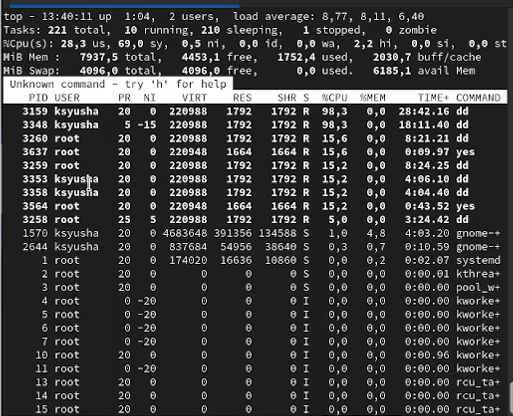 top - 13:40:11 up  1:04,  2 users,  load average: 8,77, 8,11, 6,40
Tasks: 221 total,  10 running, 210 sleeping,   1 stopped,   0 zombie
%Cpu(s): 28,3 us, 69,0 sy,  0,5 ni,  0,0 id,  0,0 wa,  2,2 hi,  0,0 si,  0,0 st
MiB Mem :   7937,5 total,   4453,1 free,   1752,4 used,   2030,7 buff/cache
MiB Swap:   4096,0 total,   4096,0 free,      0,0 used.   6185,1 avail Mem
Unknown command - try 'h' for help
PID USER PR NI VIRT RES SHR S %CPU %MEM TIME+ COMMAND
3159 ksyusha 20 0 220988 1792 1792 R 98,3 0,0 28:42.16 dd
3348 ksyusha 5 -15 220988 1792 1792 R 98,3 0,0 18:11.40 dd
3260 root 20 0 220988 1792 1792 R 15,6 0,0 8:21.21 dd
3637 root 20 0 220948 1664 1664 R 15,6 0,0 0:09.97 yes
3259 root 20 0 220988 1792 1792 R 15,2 0,0 8:24.25 dd
3353 ksyusha 20 0 220988 1792 1792 R 15,2 0,0 4:06.10 dd
3358 ksyusha 20 0 220988 1792 1792 R 15,2 0,0 4:04.40 dd
3564 root 20 0 220948 1664 1664 R 15,2 0,0 0:43.52 yes
3258 root 25 5 220988 1792 1792 R 5,0 0,0 3:24.42 dd
1570 ksyusha 20 0 4683648 391356 134588 S 1,0 4,8 4:03.20 gnome-+
2644 ksyusha 20 0 837684 54956 38640 S 0,3 0,7 0:10.59 gnome-+
1 root 20 0 174020 16636 10860 S 0,0 0,2 0:02.07 systemd
2 root 20 0 0 0 0 S 0,0 0,0 0:00.01 kthrea+
3 root 20 0 0 0 0 S 0,0 0,0 0:00.00 pool_w+
4 root 0 -20 0 0 0 I 0,0 0,0 0:00.00 kworke+
5 root 0 -20 0 0 0 I 0,0 0,0 0:00.00 kworke+
6 root 0 -20 0 0 0 I 0,0 0,0 0:00.00 kworke+
7 root 0 -20 0 0 0 I 0,0 0,0 0:00.00 kworke+
10 root 20 0 0 0 0 I 0,0 0,0 0:00.96 kworke+
11 root 0 -20 0 0 0 I 0,0 0,0 0:00.00 kworke+
13 root 20 0 0 0 0 I 0,0 0,0 0:00.00 rcu_ta+
14 root 20 0 0 0 0 I 0,0 0,0 0:00.00 rcu_ta+
15 root 20 0 0 0 0 I 0,0 0,0 0:00.00 rcu_ta+